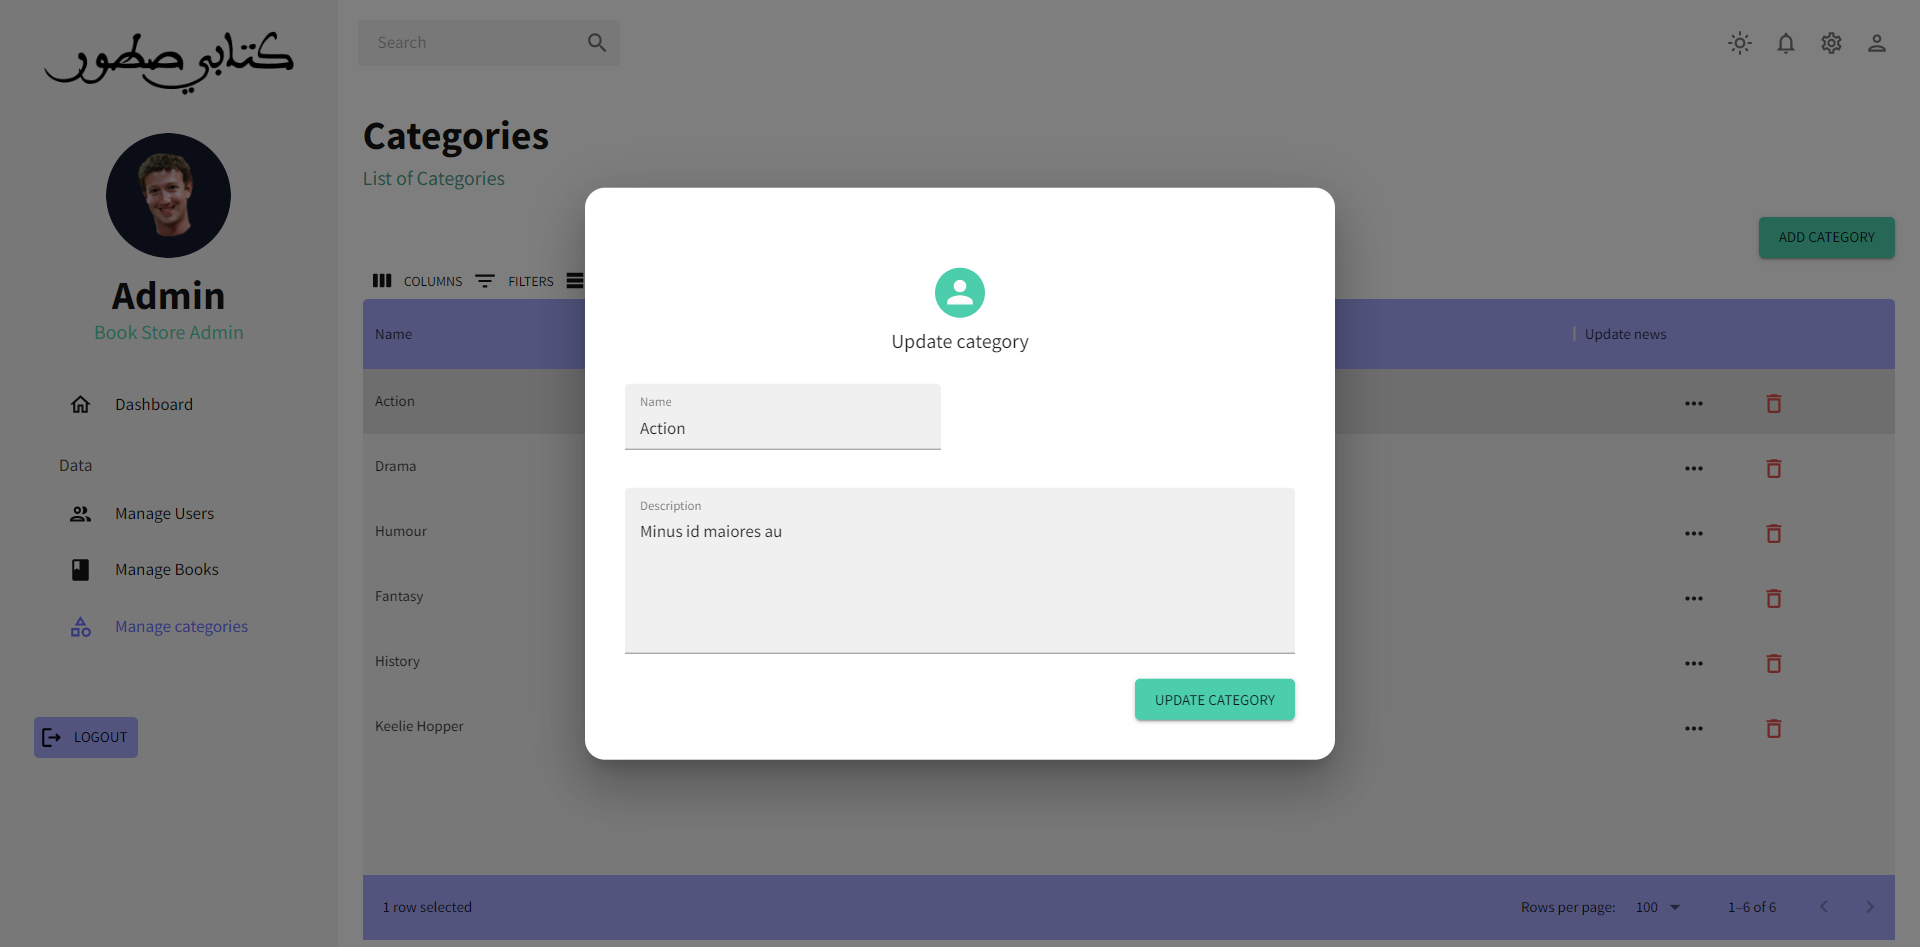 كتابي صطور
Search
Admin
Book Store Admin
Dashboard
Data
Manage Users
Manage Books
Manage categories
LOGOUT
Categories
List of Categories
ADD CATEGORY
COLUMNS
FILTERS
Name
Update news
Action
Drama
Humour
Fantasy
History
Keelie Hopper
1 row selected
Rows per page: 100
1–6 of 6
Update category
Name
Action
Description
Minus id maiores au
UPDATE CATEGORY